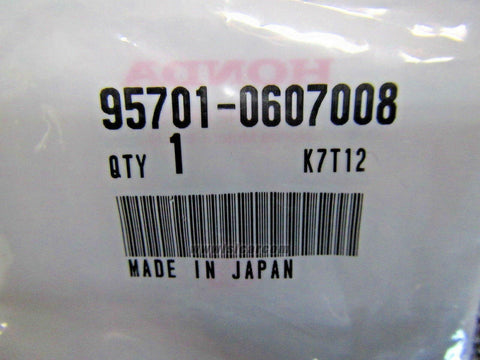 HONDA
95701-0607008
QTY 1 K7T12
MADE IN JAPAN